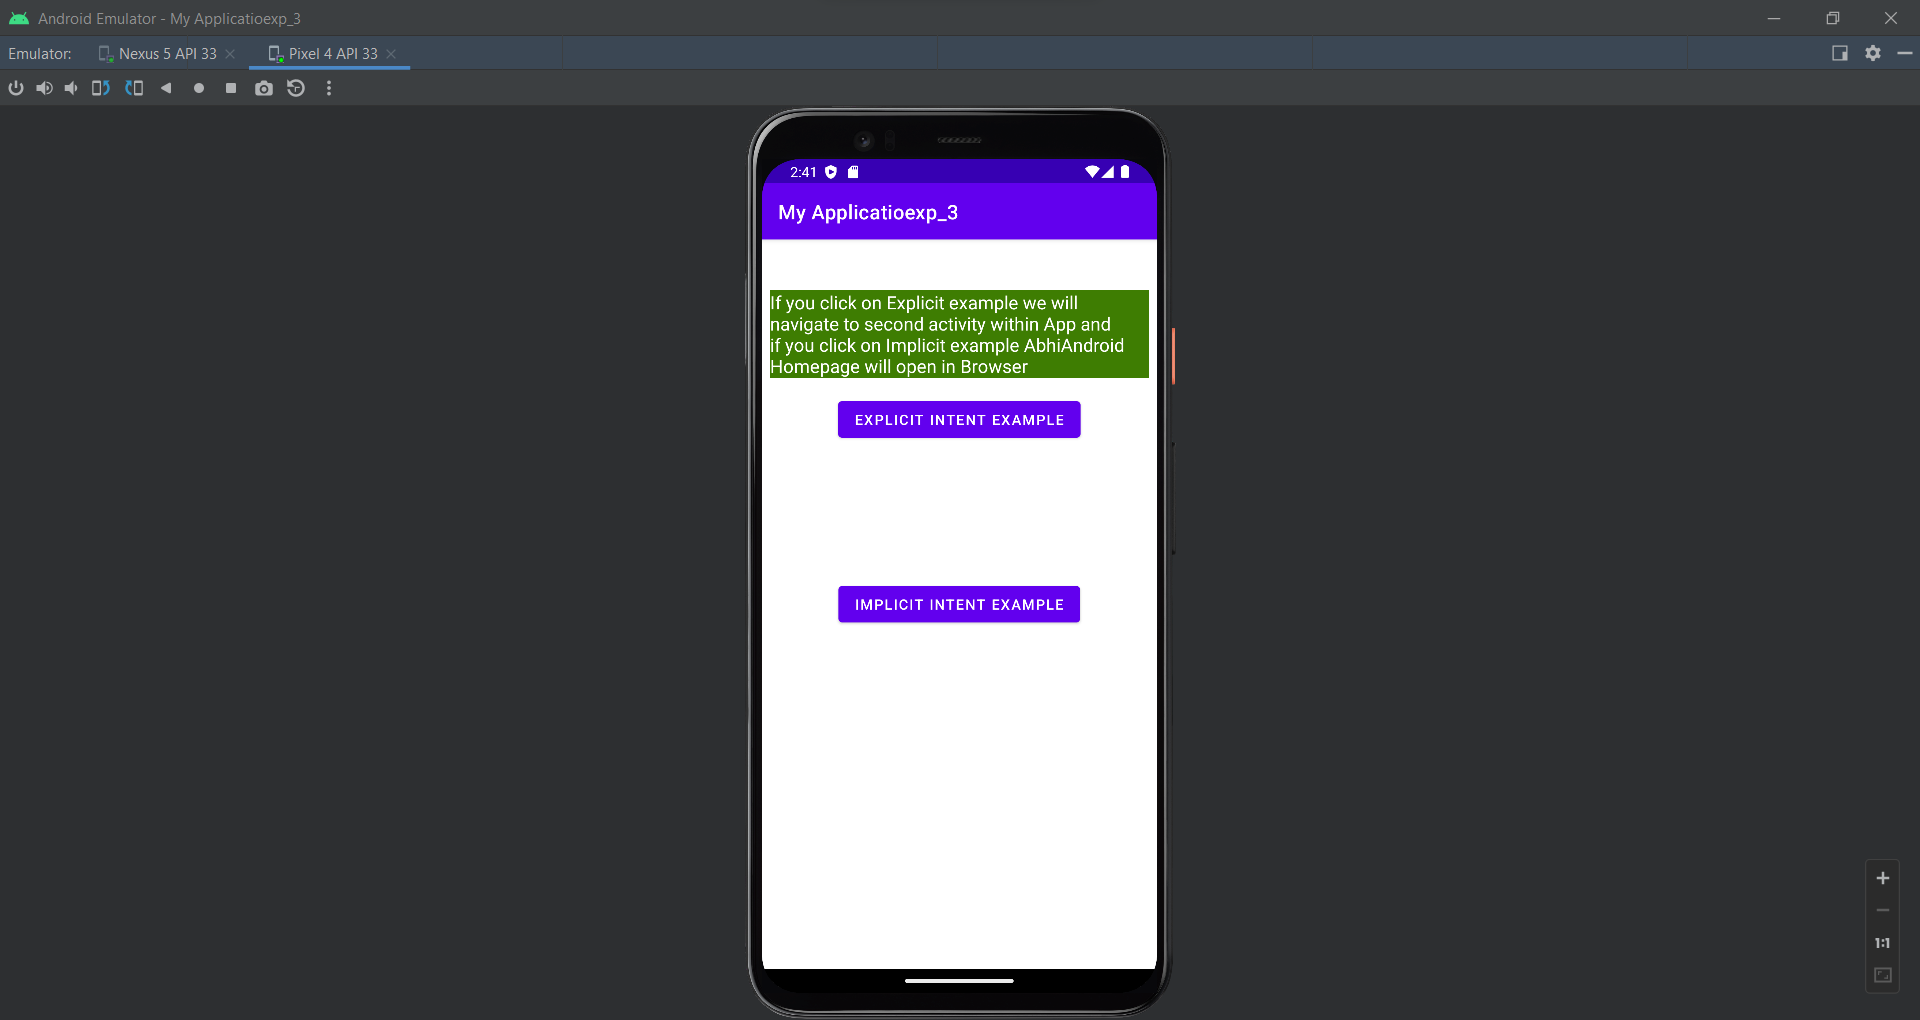 Android Emulator - My Applicatioexp_3
Emulator: Nexus 5 API 33 Pixel 4 API 33
2:41
My Applicatioexp_3
If you click on Explicit example we will
navigate to second activity within App and
if you click on Implicit example AbhiAndroid
Homepage will open in Browser
EXPLICIT INTENT EXAMPLE
IMPLICIT INTENT EXAMPLE
1:1